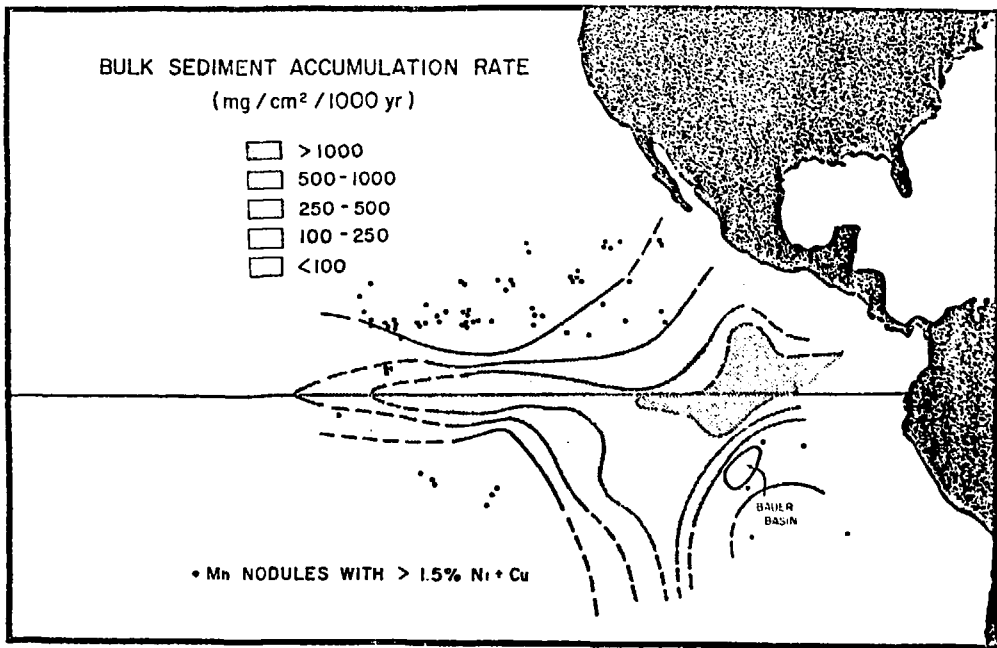 BULK SEDIMENT ACCUMULATION RATE
(mg/cm²/1000 yr)
>1000
500-1000
250-500
100-250
<100
BAUER
BASIN
• Mn NODULES WITH > 1.5% Ni + Cu